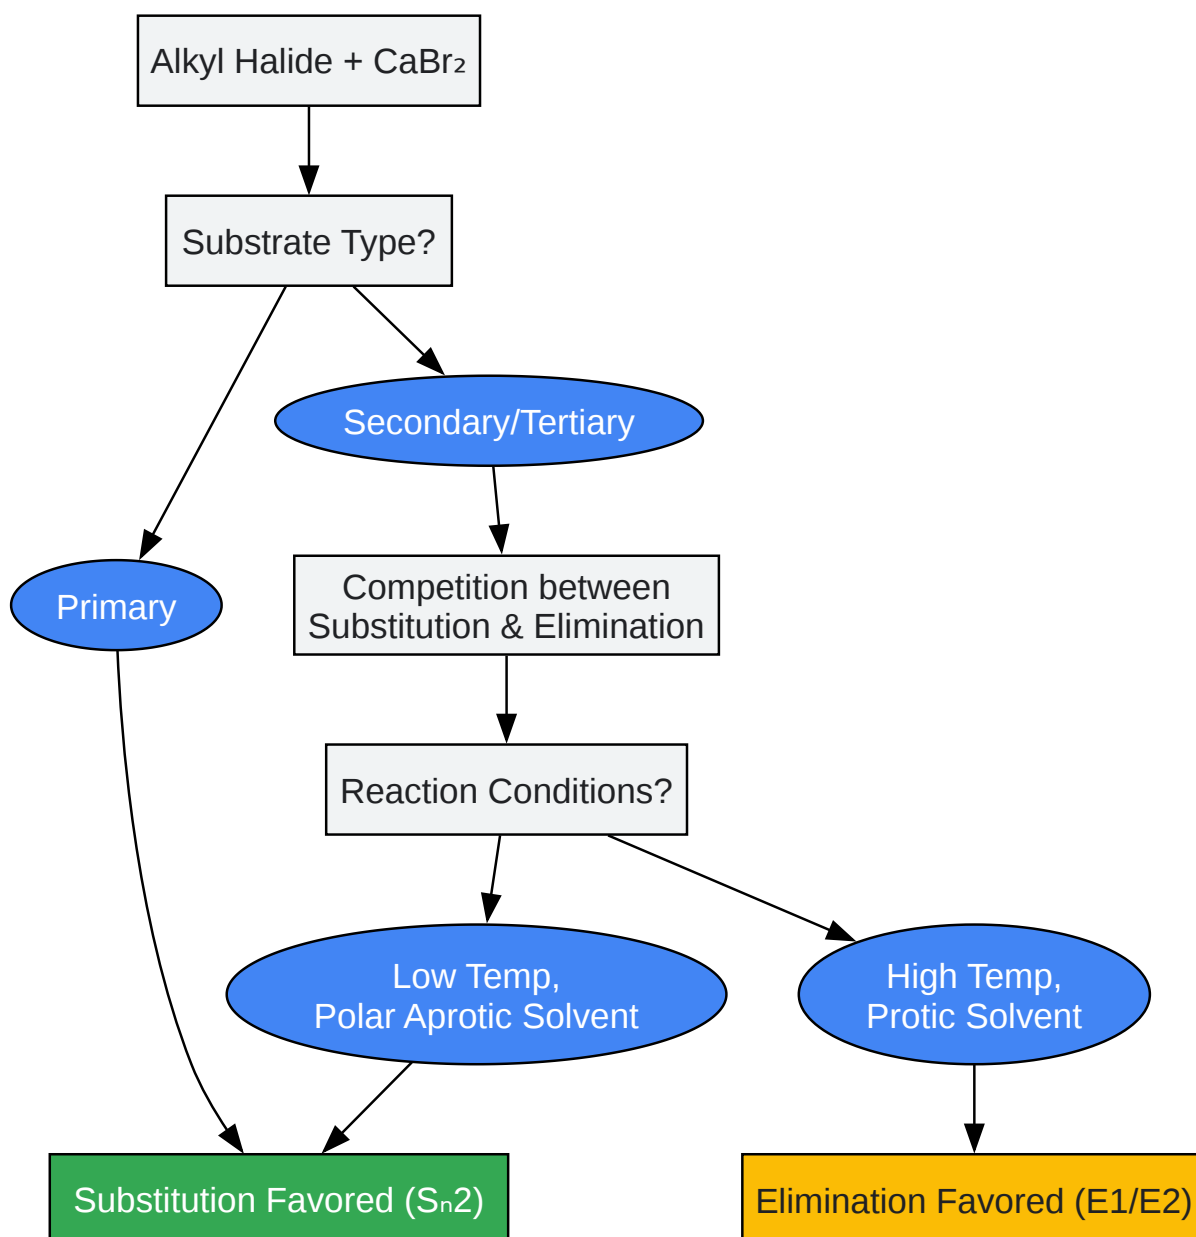 Alkyl Halide + CaBr₂
Substrate Type?
Secondary/Tertiary
Primary
Competition between
Substitution & Elimination
Reaction Conditions?
Low Temp,
Polar Aprotic Solvent
High Temp,
Protic Solvent
Substitution Favored (Sₙ2)
Elimination Favored (E1/E2)